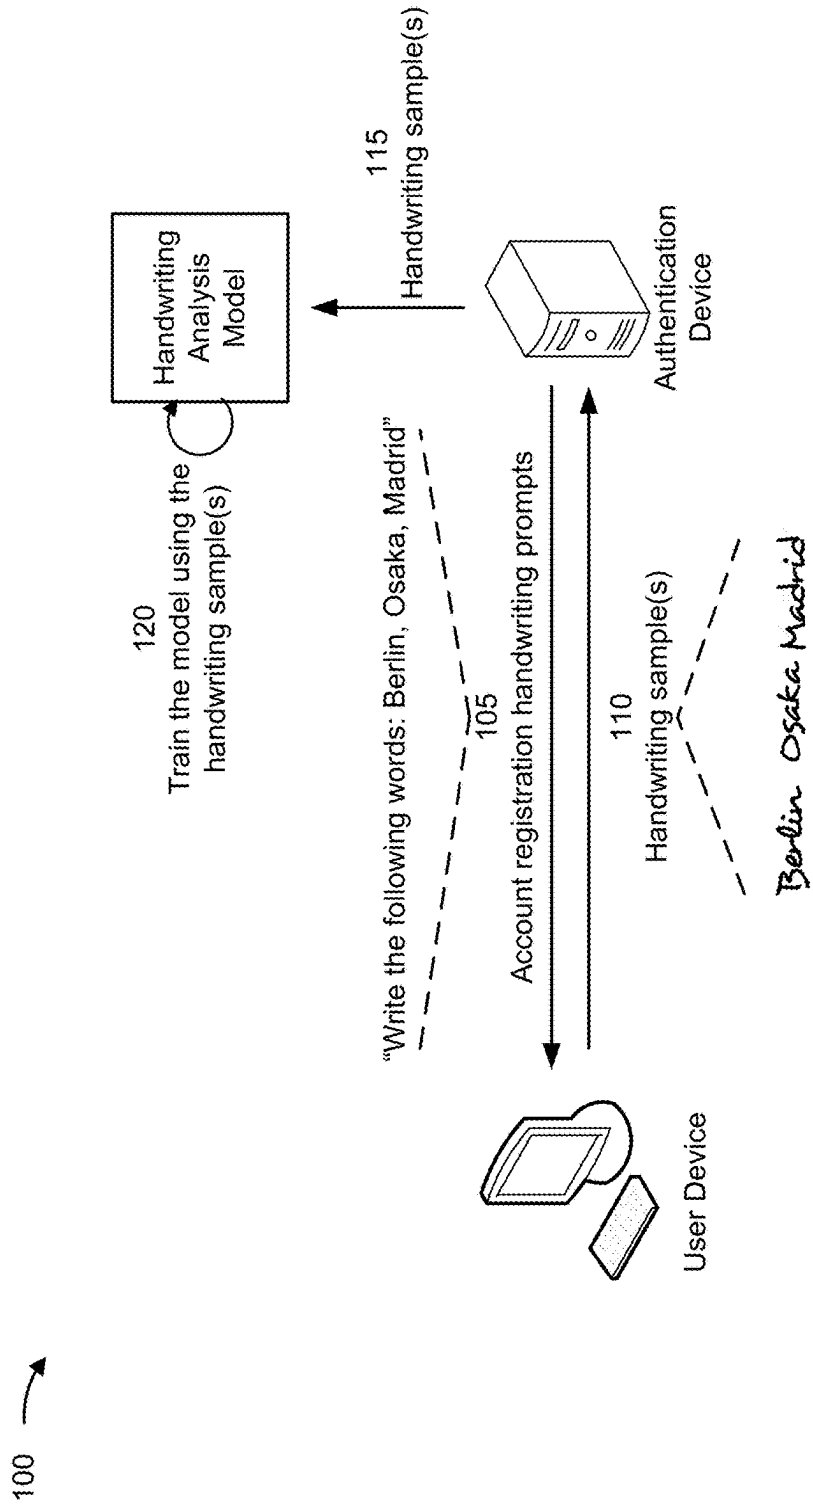 100
120
Train the model using the
handwriting sample(s)
Handwriting
Analysis
Model
115
Handwriting sample(s)
“Write the following words: Berlin, Osaka, Madrid”
105
Account registration handwriting prompts
110
Handwriting sample(s)
Berlin Osaka Madrid
User Device
Authentication
Device